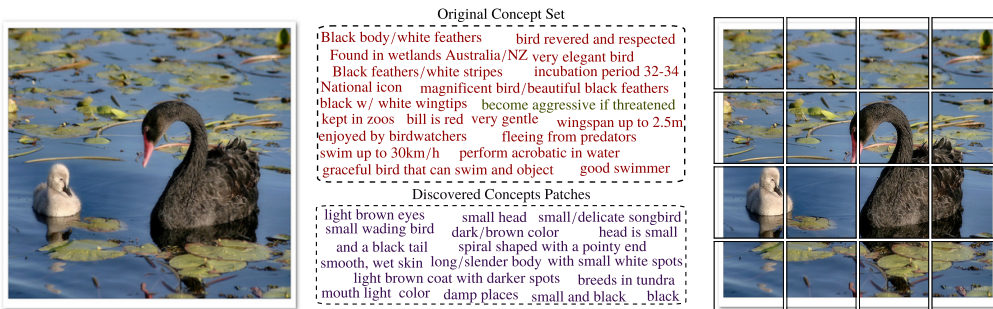 Original Concept Set
Black body/white feathers bird revered and respected
Found in wetlands Australia/NZ very elegant bird
Black feathers/white stripes incubation period 32-34
National icon magnificent bird/beautiful black feathers
black w/ white wingtips become aggressive if threatened
kept in zoos bill is red very gentle wingspan up to 2.5m
enjoyed by birdwatchers fleeing from predators
swim up to 30km/h perform acrobatic in water
graceful bird that can swim and object good swimmer
Discovered Concepts Patches
light brown eyes small head small/delicate songbird
small wading bird dark/brown color head is small
and a black tail spiral shaped with a pointy end
smooth, wet skin long/slender body with small white spots
light brown coat with darker spots breeds in tundra
mouth light color damp places small and black black